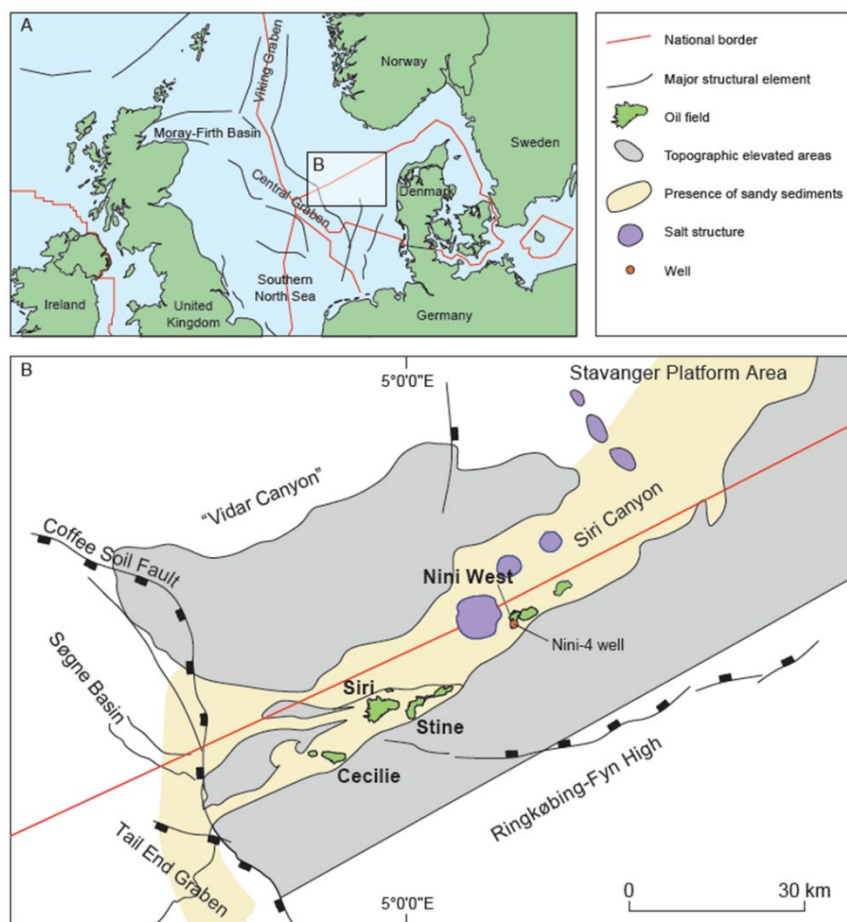 A
Norway
Sweden
Viking Graben
Moray-Firth Basin
B
Central Graben
Denmark
Southern
North Sea
Ireland
United
Kingdom
Germany
National border
Major structural element
Oil field
Topographic elevated areas
Presence of sandy sediments
Salt structure
Well
B
5°0'0"E
Stavanger Platform Area
"Vidar Canyon"
Siri Canyon
Coffee Soil Fault
Nini West
Nini-4 well
Søgne Basin
Siri
Stine
Cecilie
Ringkøbing-Fyn High
Tail End Graben
5°0'0"E
0
30 km